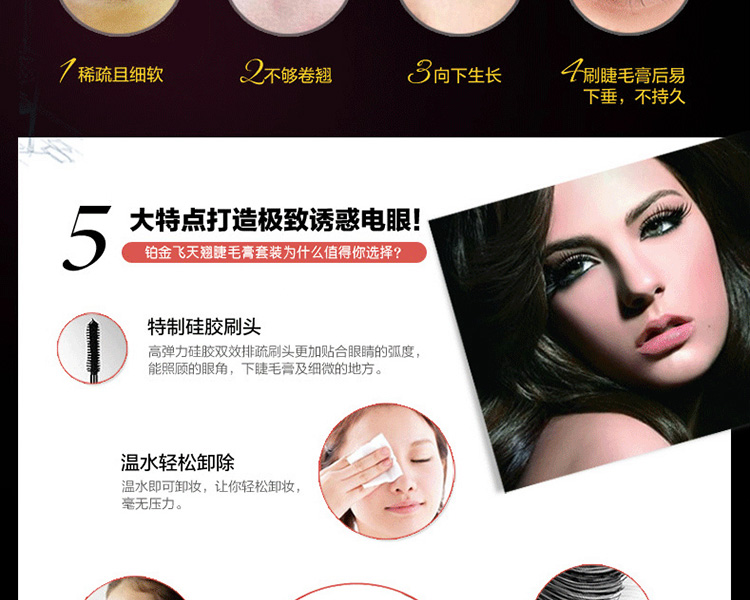 1 稀疏且细软
2 不够卷翘
3 向下生长
4 刷睫毛膏后易
下垂，不持久
5 大特点打造极致诱惑电眼!
铂金飞天翘睫毛膏套装为什么值得你选择?
特制硅胶刷头
高弹力硅胶双效排疏刷头更加贴合眼睛的弧度，
能照顾的眼角，下睫毛膏及细微的地方。
温水轻松卸除
温水即可卸妆，让你轻松卸妆，
毫无压力。